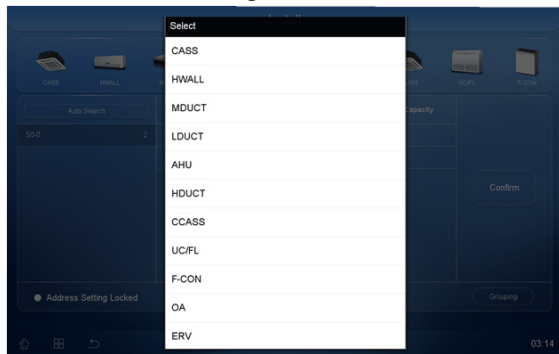 Select
CASS
HWALL
MDUCT
LDUCT
AHU
HDUCT
CCASS
UC/FL
F-CON
OA
ERV
CASS
HWALL
UC/FL
F-CON
Auto Search
Capacity
S0-0
2
Confirm
Address Setting Locked
Grouping
03:14